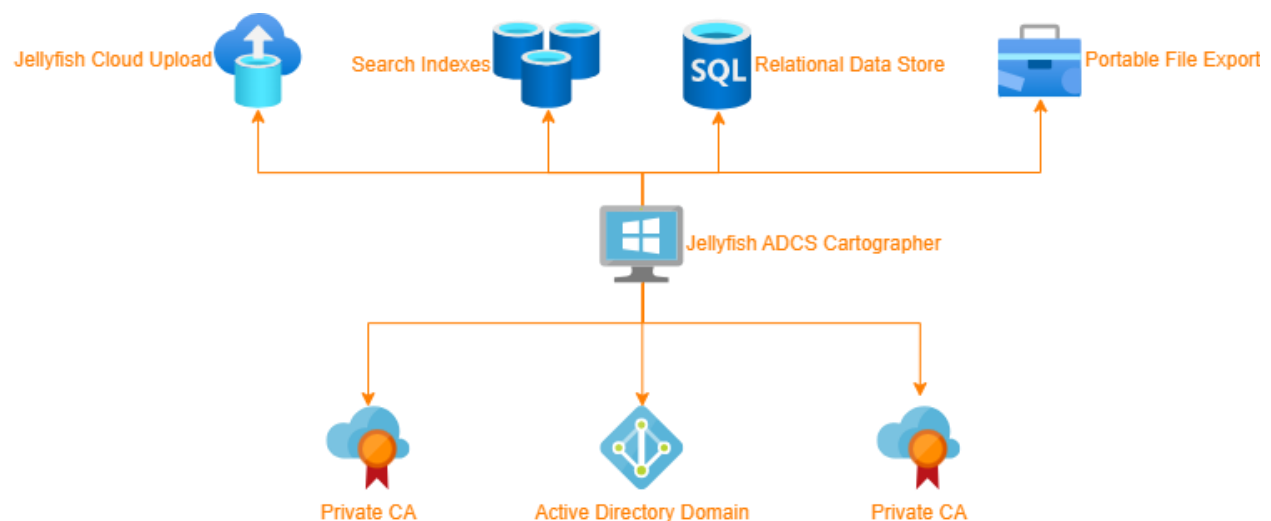 Jellyfish Cloud Upload
Search Indexes
SQL
Relational Data Store
Portable File Export
Jellyfish ADCS Cartographer
Private CA
Active Directory Domain
Private CA